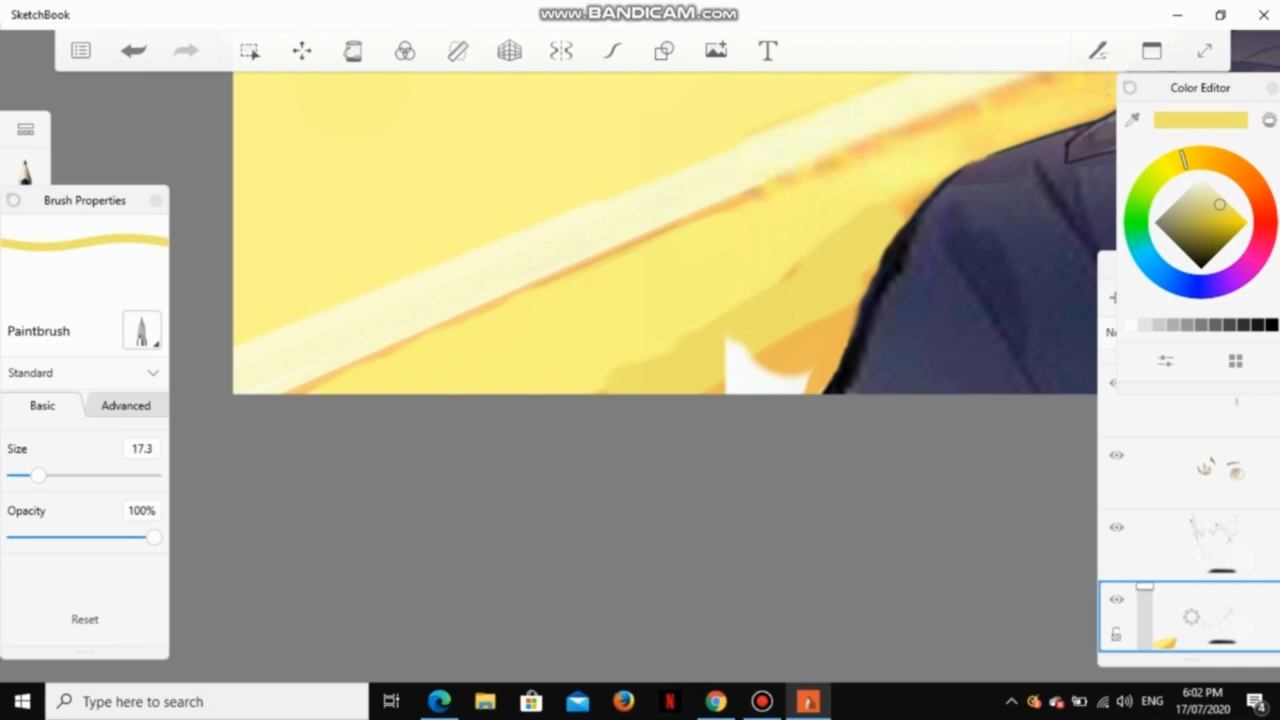 SketchBook
www.BANDICAM.com
T
Color Editor
Brush Properties
Paintbrush
Standard
Basic
Advanced
Size
17.3
Opacity
100%
Reset
Type here to search
N
ENG
6:02 PM
17/07/2020
4